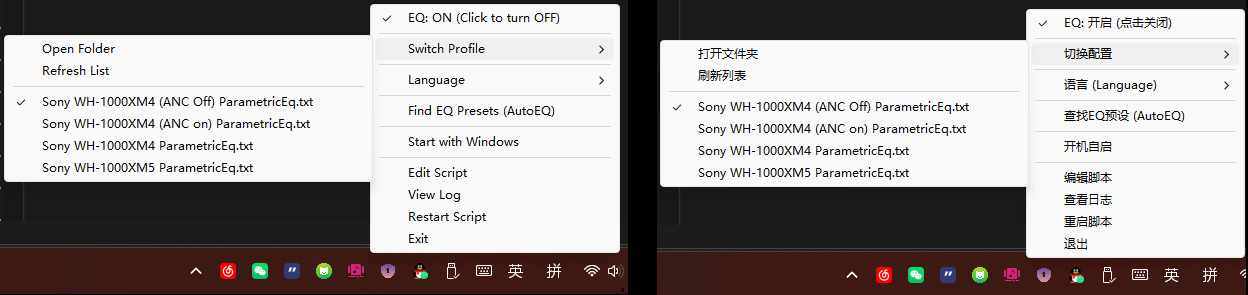 EQ: ON (Click to turn OFF)
Switch Profile
Language
Find EQ Presets (AutoEQ)
Start with Windows
Edit Script
View Log
Restart Script
Exit
Open Folder
Refresh List
Sony WH-1000XM4 (ANC Off) ParametricEq.txt
Sony WH-1000XM4 (ANC on) ParametricEq.txt
Sony WH-1000XM4 ParametricEq.txt
Sony WH-1000XM5 ParametricEq.txt
英 拼
EQ: 开启 (点击关闭)
切换配置
语言 (Language)
查找EQ预设 (AutoEQ)
开机自启
编辑脚本
查看日志
重启脚本
退出
打开文件夹
刷新列表
Sony WH-1000XM4 (ANC Off) ParametricEq.txt
Sony WH-1000XM4 (ANC on) ParametricEq.txt
Sony WH-1000XM4 ParametricEq.txt
Sony WH-1000XM5 ParametricEq.txt
英 拼